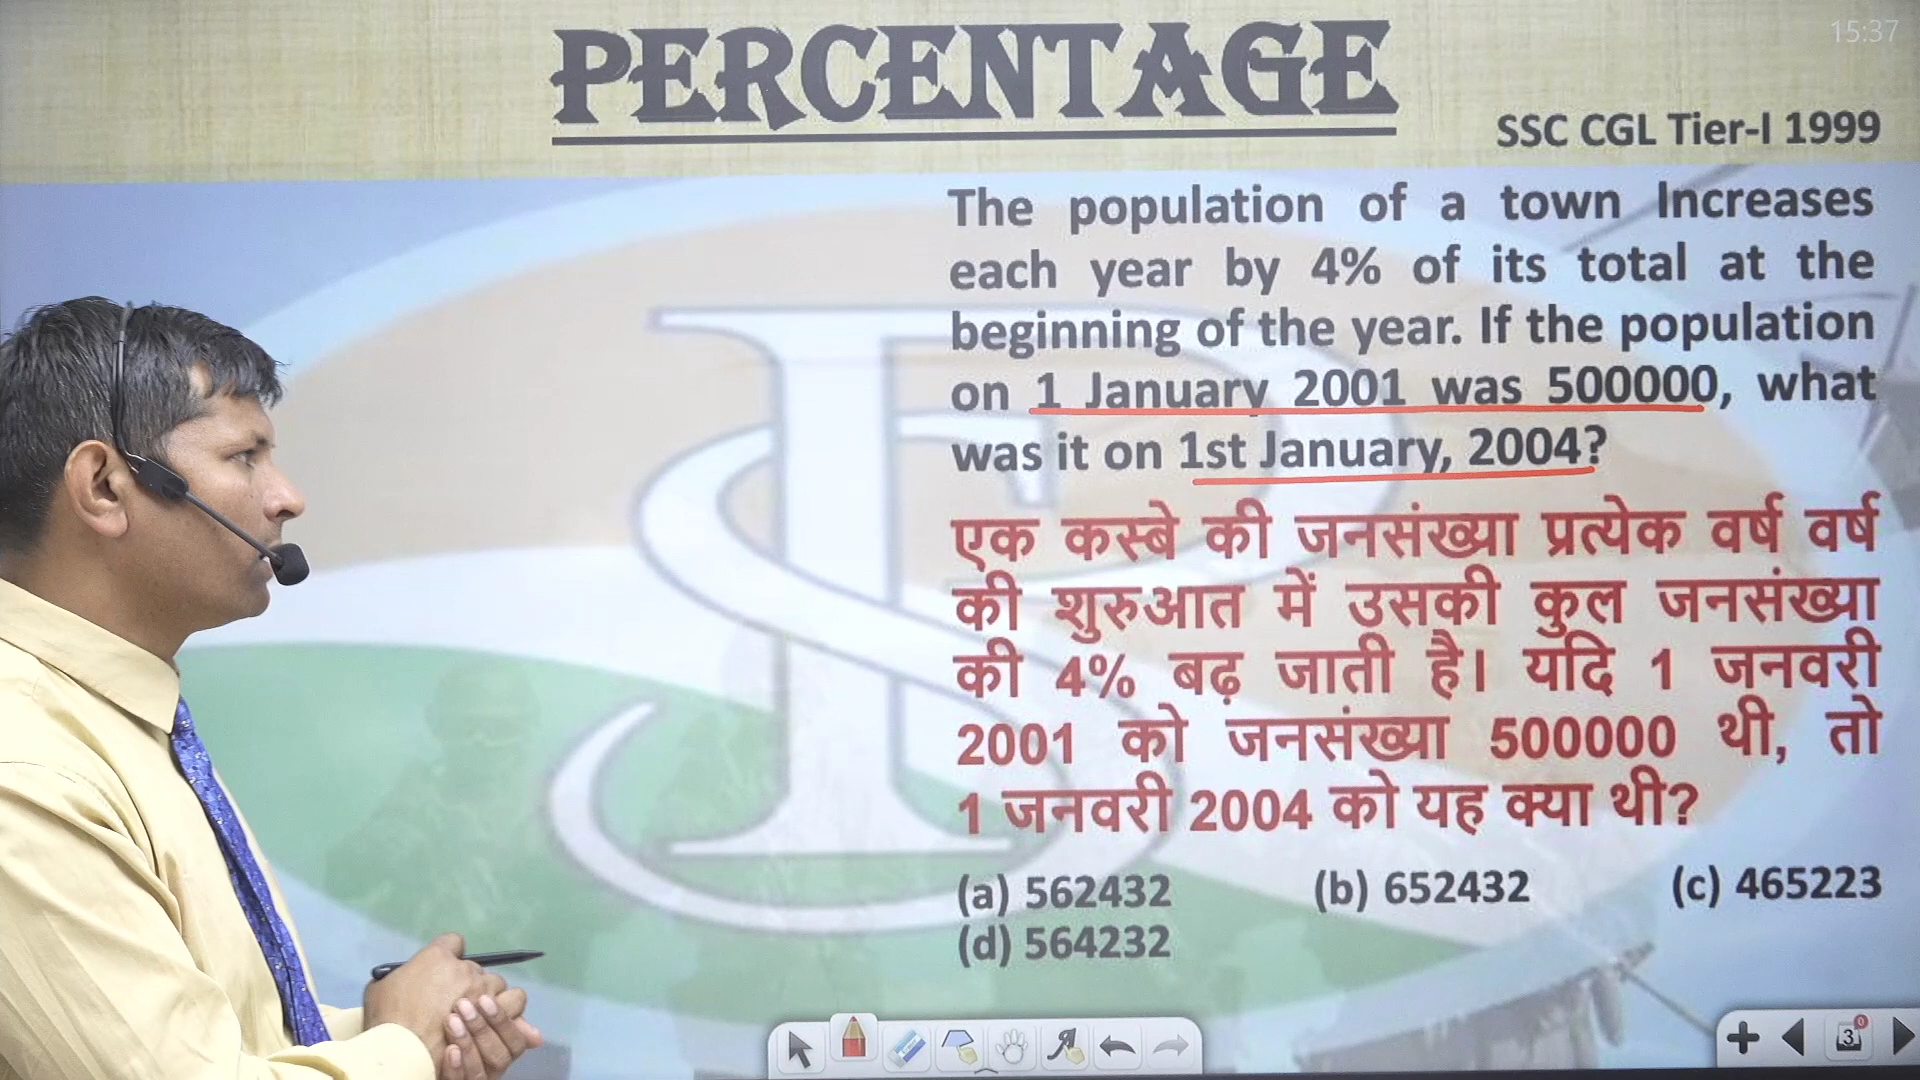 15:37
PERCENTAGE
SSC CGL Tier-I 1999
The population of a town Increases
each year by 4% of its total at the
beginning of the year. If the population
on 1 January 2001 was 500000, what
was it on 1st January, 2004?
एक कस्बे की जनसंख्या प्रत्येक वर्ष वर्ष
की शुरुआत में उसकी कुल जनसंख्या
की 4% बढ़ जाती है। यदि 1 जनवरी
2001 को जनसंख्या 500000 थी, तो
1 जनवरी 2004 को यह क्या थी?
(a) 562432 (b) 652432 (c) 465223
(d) 564232
3
0